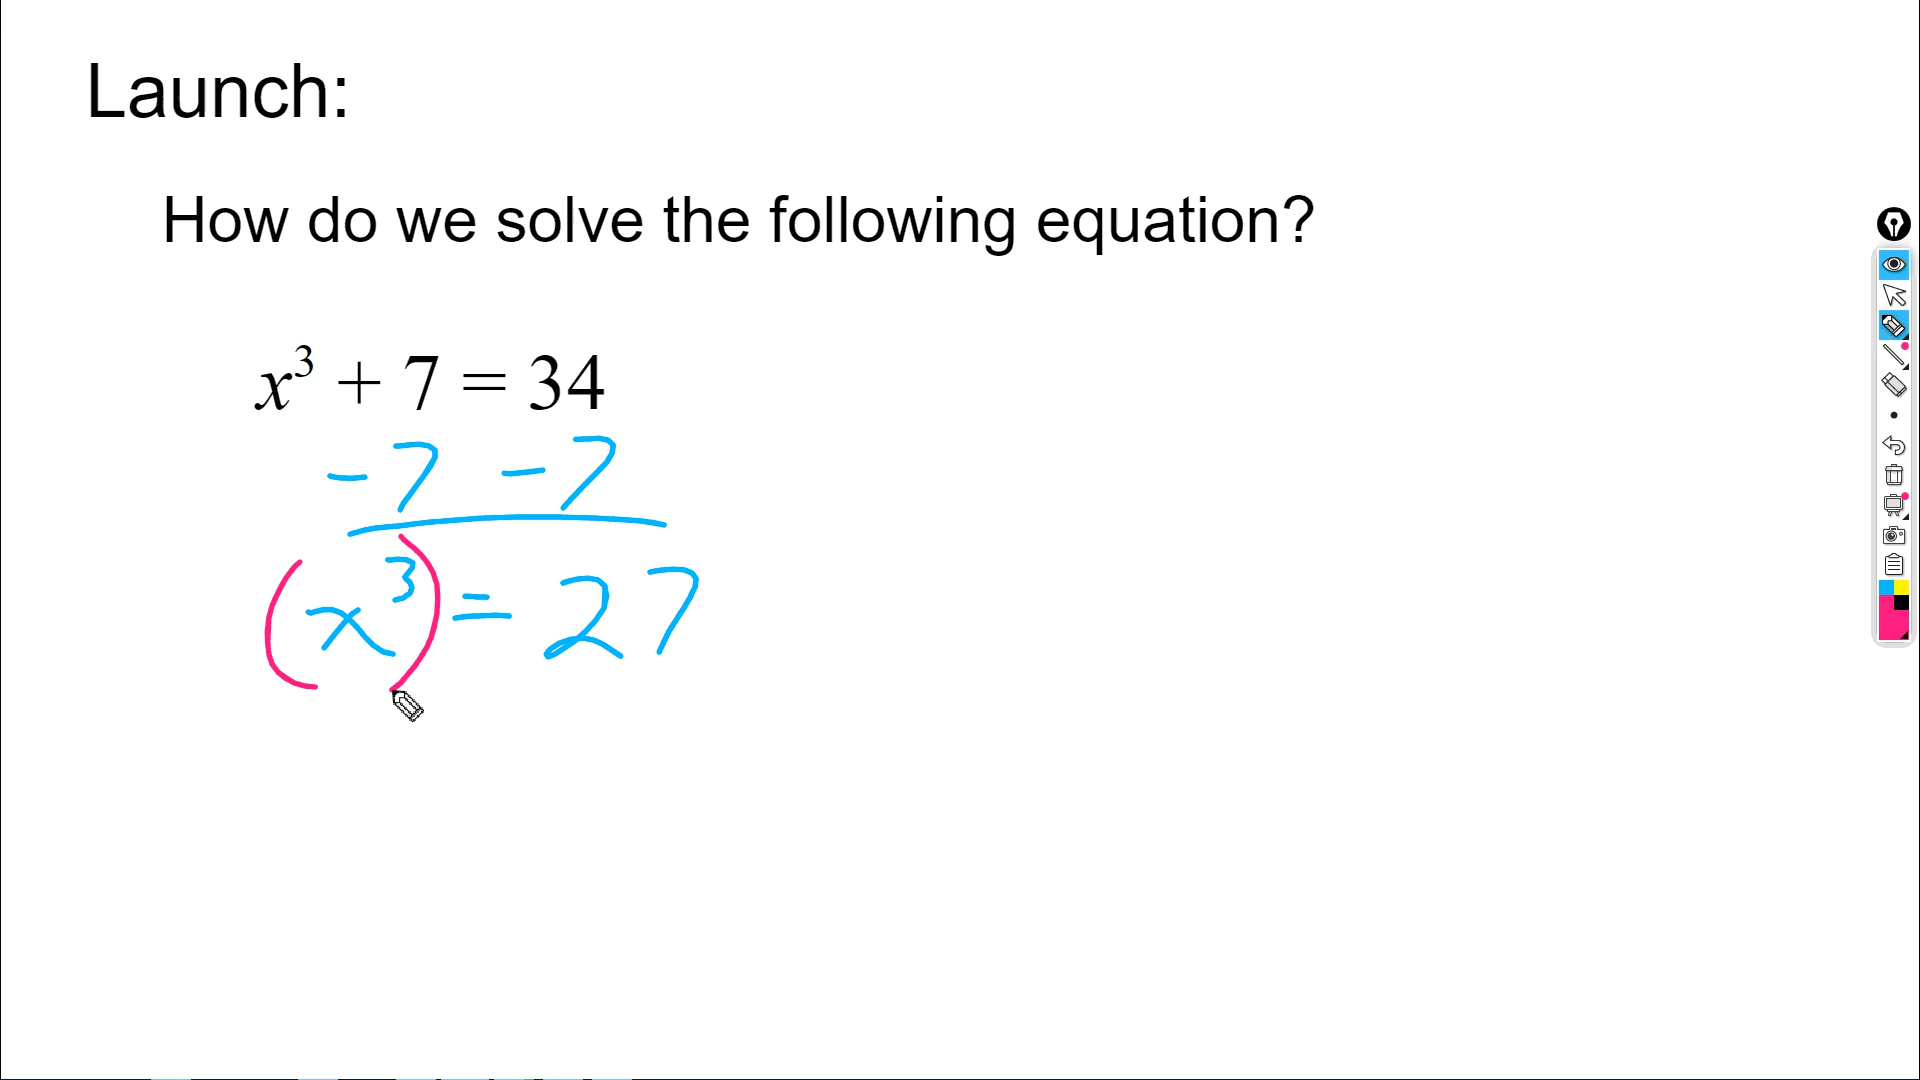 Launch:
How do we solve the following equation?
x³ + 7 = 34
-7 -7
(x³) = 27